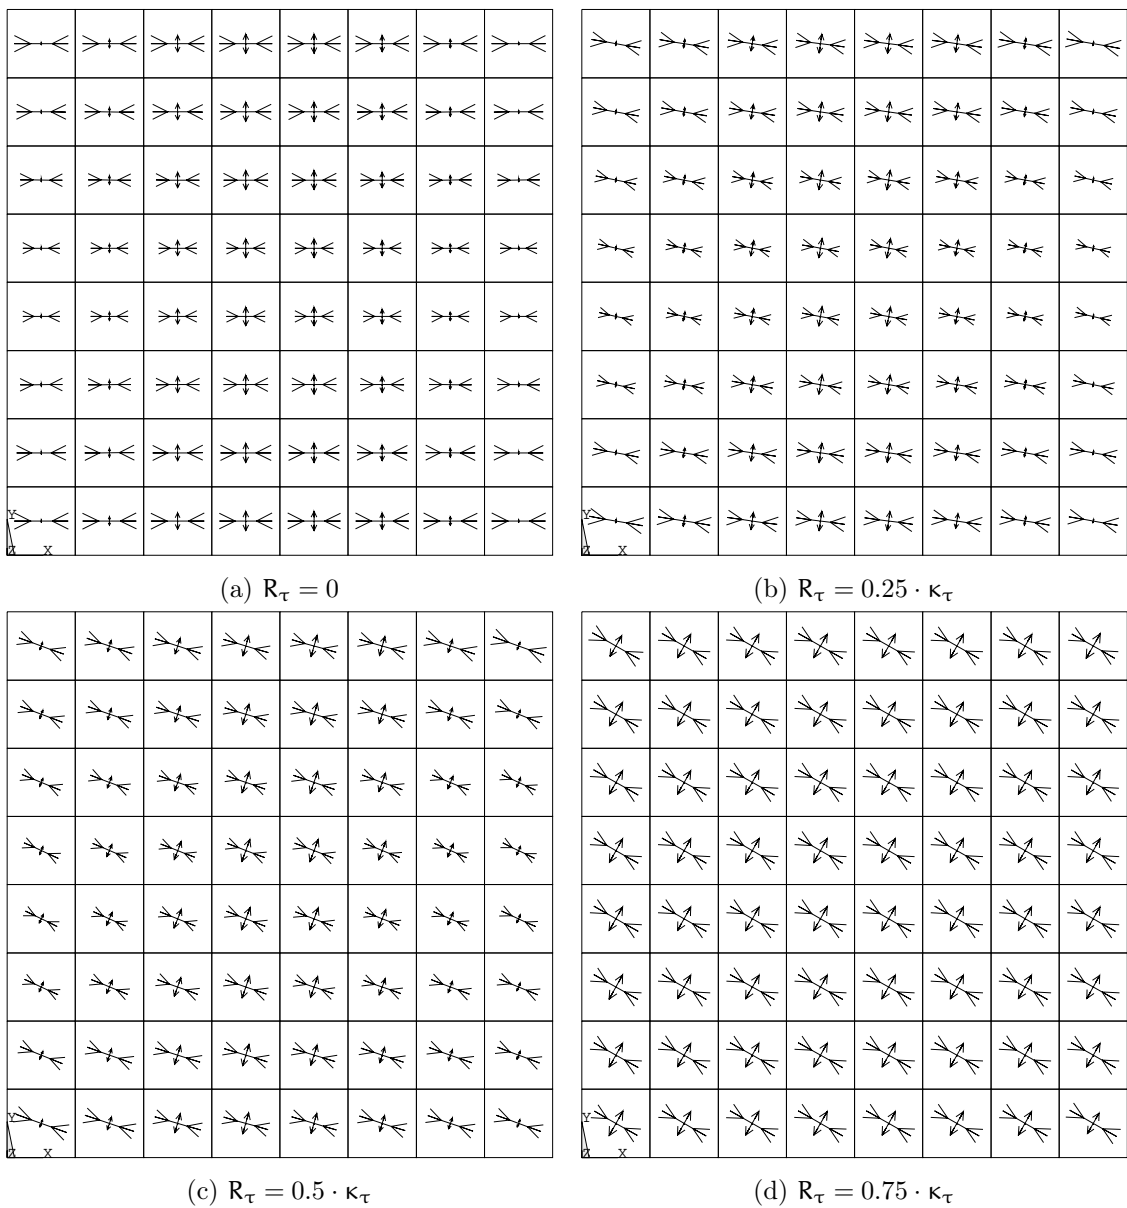 Y
Z X
Y
Z X
(a) R_τ = 0
(b) R_τ = 0.25 · κ_τ
Y
Z X
Y
Z X
(c) R_τ = 0.5 · κ_τ
(d) R_τ = 0.75 · κ_τ